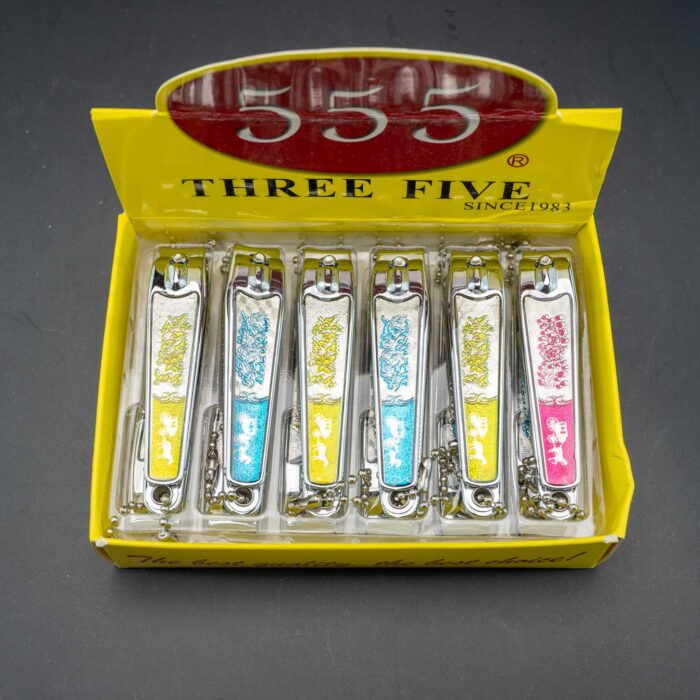 555
®
THREE FIVE
SINCE1983
The best quality, the best choice!